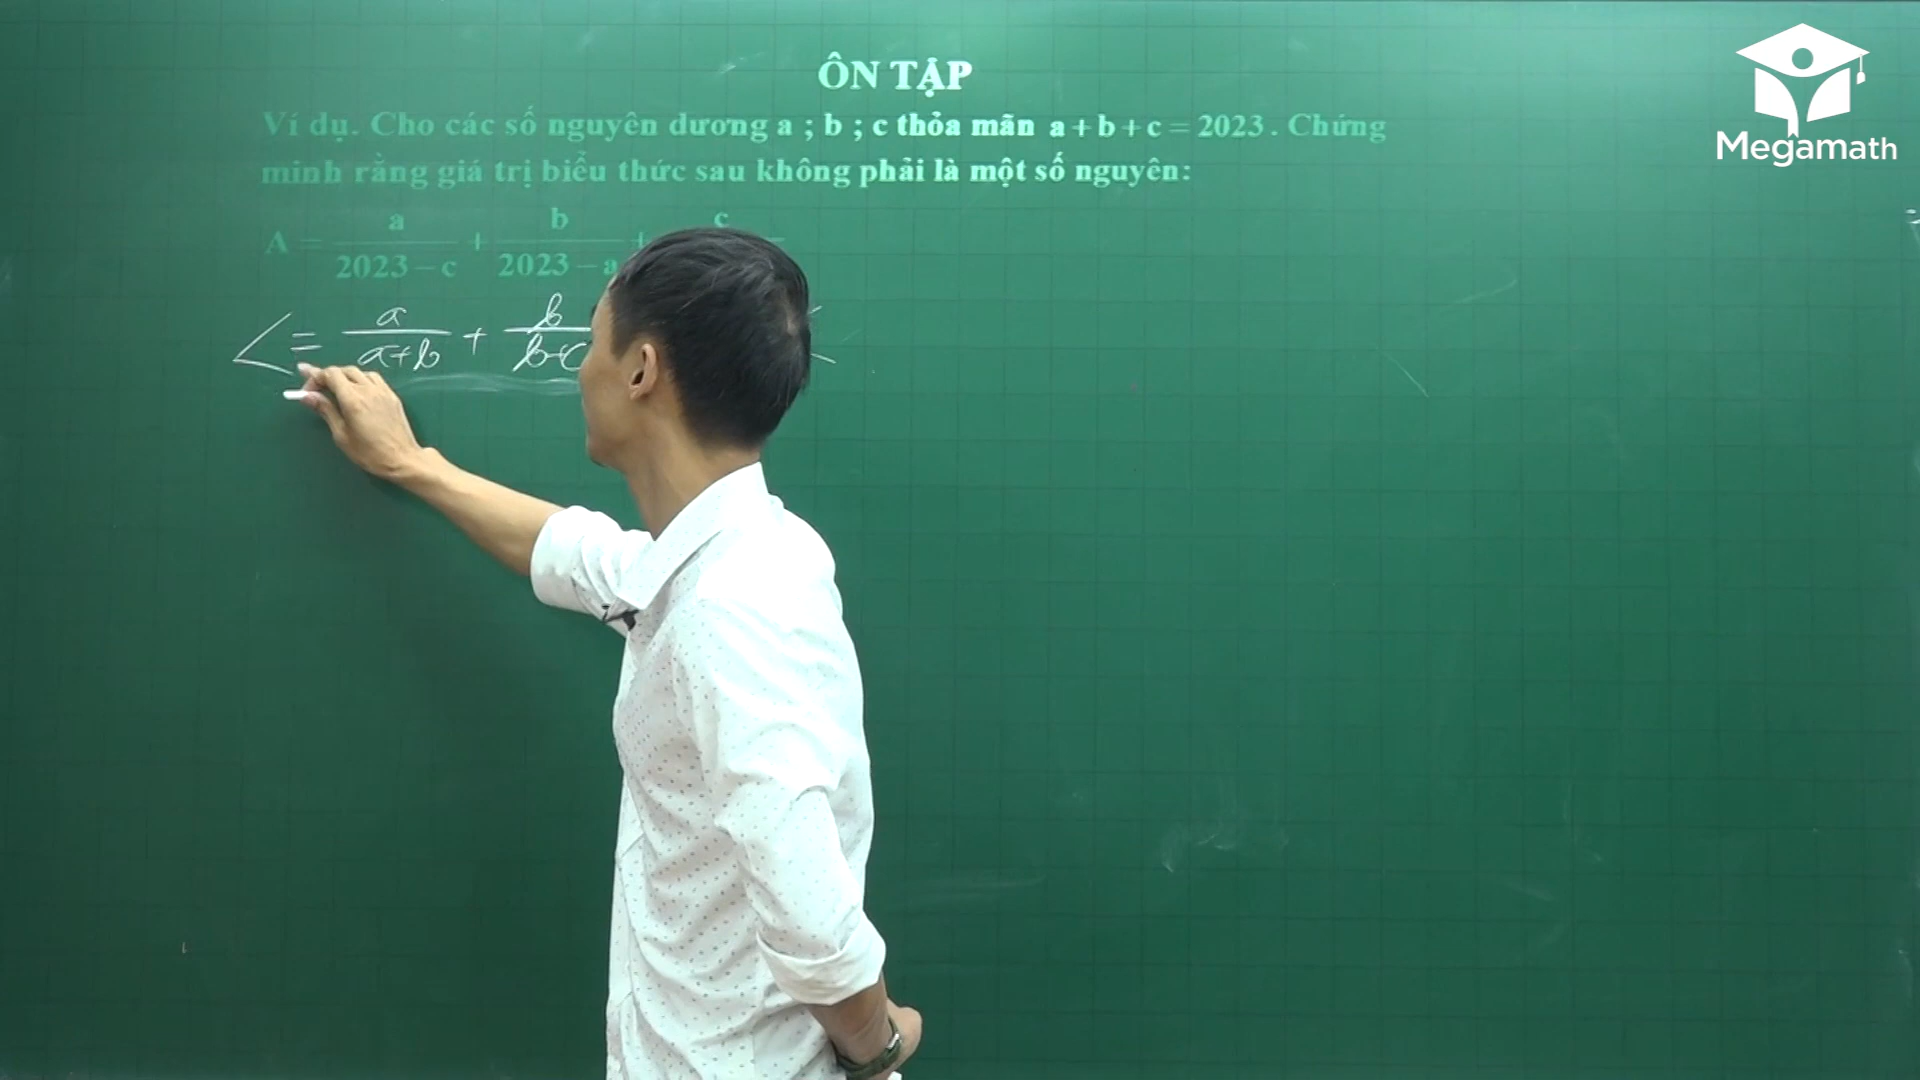 ÔN TẬP
Megamath
Ví dụ. Cho các số nguyên dương a ; b ; c thỏa mãn a + b + c = 2023 . Chứng
minh rằng giá trị biểu thức sau không phải là một số nguyên:
a b c
A = + +
2023 – c 2023 – a
a b
< = + <
a+b b+c